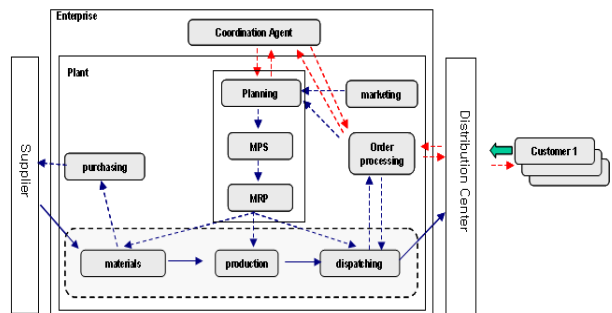 Enterprise
Coordination Agent
Plant
Planning
marketing
MPS
Order
processing
purchasing
MRP
materials
production
dispatching
Supplier
Distribution Center
Customer 1